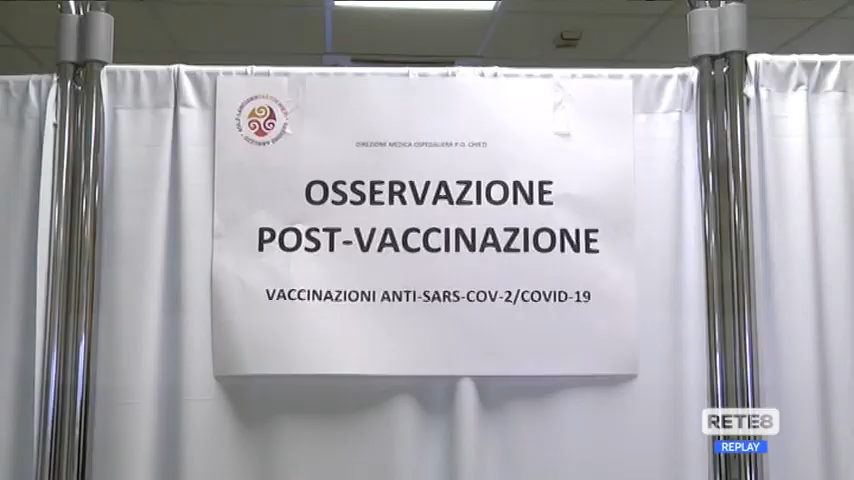 DIREZIONE MEDICA OSPEDALIERA P.O. CHIETI
OSSERVAZIONE
POST-VACCINAZIONE
VACCINAZIONI ANTI-SARS-COV-2/COVID-19
RETE8
REPLAY